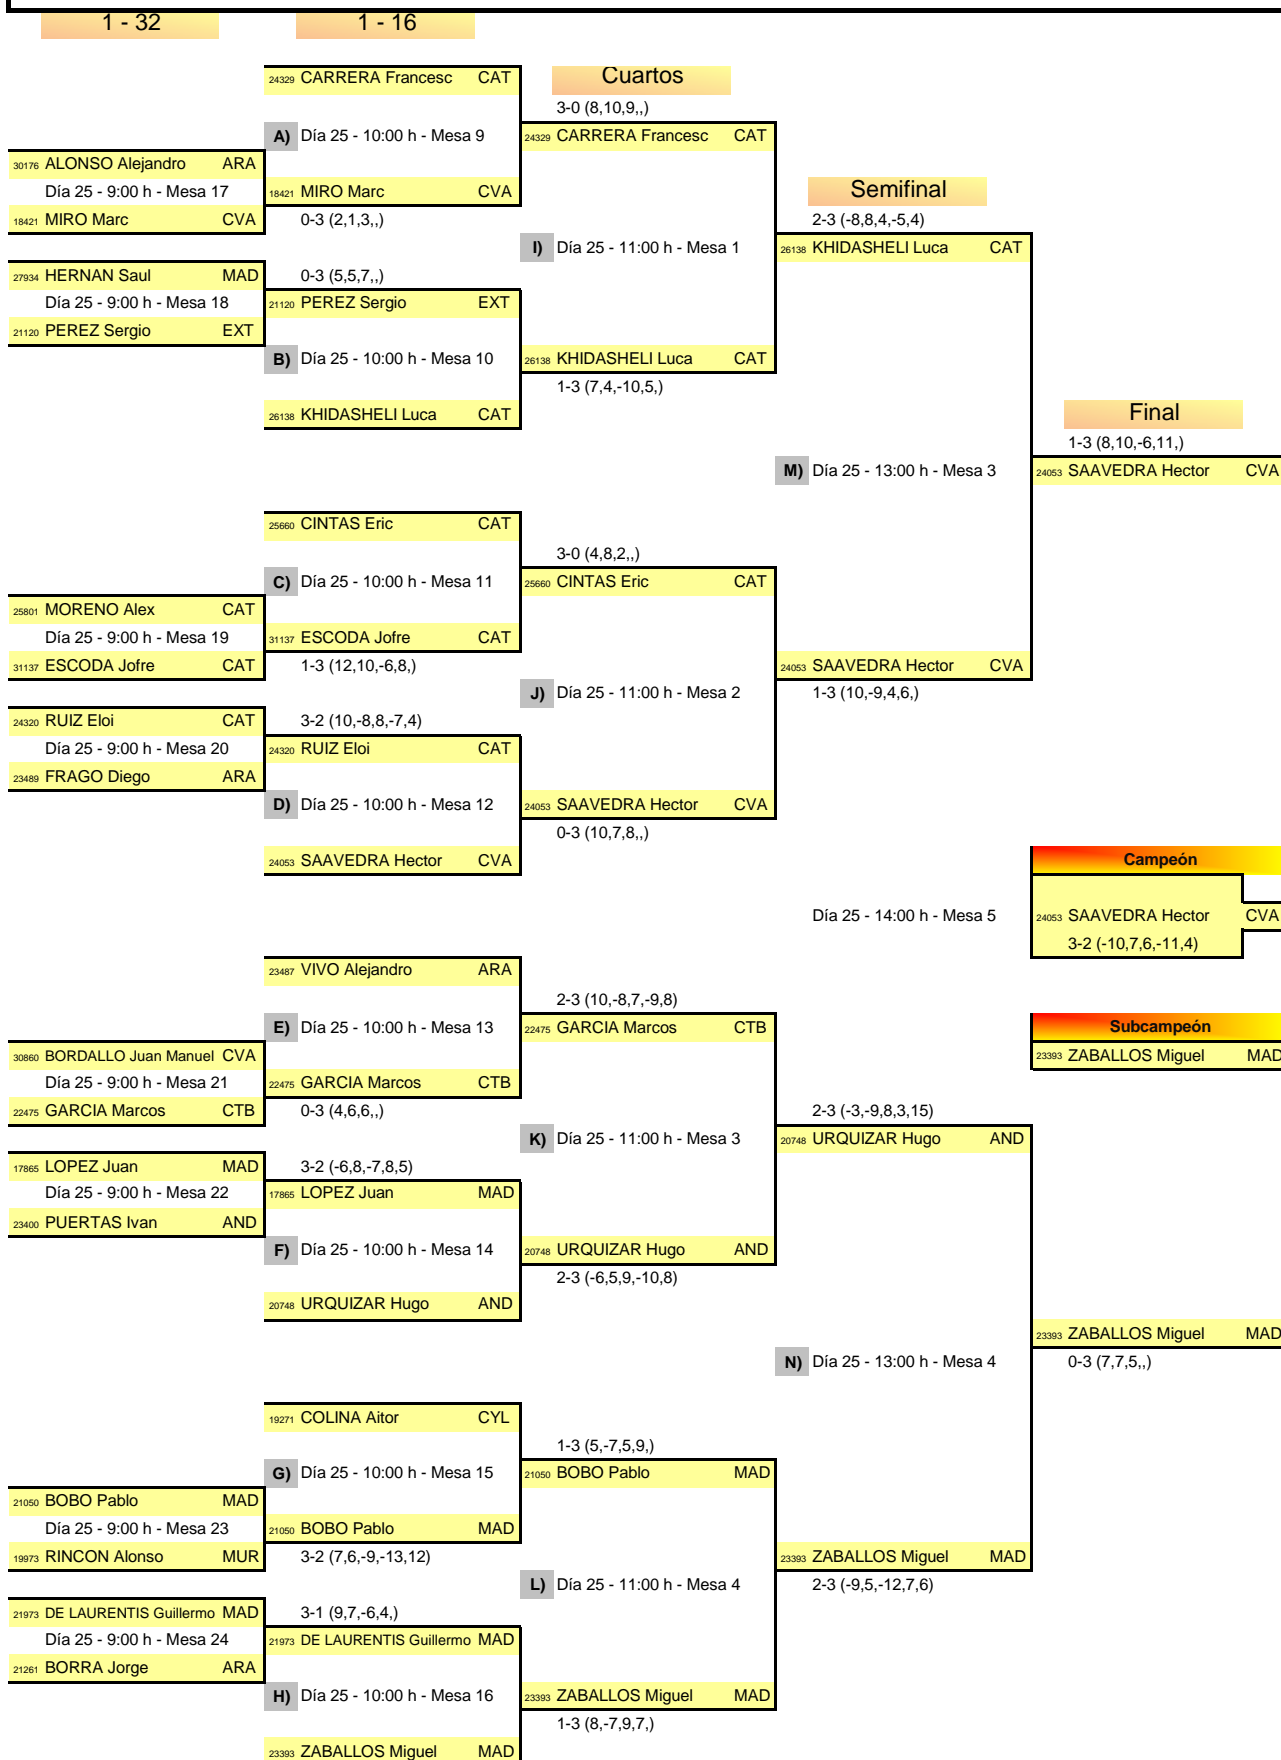 1 - 32
1 - 16
24329 CARRERA Francesc CAT
Cuartos
3-0 (8,10,9,,)
A) Día 25 - 10:00 h - Mesa 9
24329 CARRERA Francesc CAT
30176 ALONSO Alejandro ARA
Día 25 - 9:00 h - Mesa 17
18421 MIRO Marc CVA
Semifinal
18421 MIRO Marc CVA
0-3 (2,1,3,,)
2-3 (-8,8,4,-5,4)
I) Día 25 - 11:00 h - Mesa 1
26138 KHIDASHELI Luca CAT
27934 HERNAN Saul MAD
0-3 (5,5,7,,)
Día 25 - 9:00 h - Mesa 18
21120 PEREZ Sergio EXT
21120 PEREZ Sergio EXT
B) Día 25 - 10:00 h - Mesa 10
26138 KHIDASHELI Luca CAT
1-3 (7,4,-10,5,)
26138 KHIDASHELI Luca CAT
Final
1-3 (8,10,-6,11,)
M) Día 25 - 13:00 h - Mesa 3
24053 SAAVEDRA Hector CVA
25660 CINTAS Eric CAT
3-0 (4,8,2,,)
C) Día 25 - 10:00 h - Mesa 11
25660 CINTAS Eric CAT
25801 MORENO Alex CAT
Día 25 - 9:00 h - Mesa 19
31137 ESCODA Jofre CAT
31137 ESCODA Jofre CAT
1-3 (12,10,-6,8,)
24053 SAAVEDRA Hector CVA
J) Día 25 - 11:00 h - Mesa 2
1-3 (10,-9,4,6,)
24320 RUIZ Eloi CAT
3-2 (10,-8,8,-7,4)
Día 25 - 9:00 h - Mesa 20
24320 RUIZ Eloi CAT
23489 FRAGO Diego ARA
D) Día 25 - 10:00 h - Mesa 12
24053 SAAVEDRA Hector CVA
0-3 (10,7,8,,)
24053 SAAVEDRA Hector CVA
Campeón
Día 25 - 14:00 h - Mesa 5
24053 SAAVEDRA Hector CVA
3-2 (-10,7,6,-11,4)
23487 VIVO Alejandro ARA
2-3 (10,-8,7,-9,8)
E) Día 25 - 10:00 h - Mesa 13
22475 GARCIA Marcos CTB
Subcampeón
23393 ZABALLOS Miguel MAD
30860 BORDALLO Juan Manuel CVA
Día 25 - 9:00 h - Mesa 21
22475 GARCIA Marcos CTB
22475 GARCIA Marcos CTB
0-3 (4,6,6,,)
2-3 (-3,-9,8,3,15)
K) Día 25 - 11:00 h - Mesa 3
20748 URQUIZAR Hugo AND
17865 LOPEZ Juan MAD
3-2 (-6,8,-7,8,5)
Día 25 - 9:00 h - Mesa 22
17865 LOPEZ Juan MAD
23400 PUERTAS Ivan AND
F) Día 25 - 10:00 h - Mesa 14
20748 URQUIZAR Hugo AND
2-3 (-6,5,9,-10,8)
20748 URQUIZAR Hugo AND
23393 ZABALLOS Miguel MAD
N) Día 25 - 13:00 h - Mesa 4
0-3 (7,7,5,,)
19271 COLINA Aitor CYL
1-3 (5,-7,5,9,)
G) Día 25 - 10:00 h - Mesa 15
21050 BOBO Pablo MAD
21050 BOBO Pablo MAD
Día 25 - 9:00 h - Mesa 23
21050 BOBO Pablo MAD
19973 RINCON Alonso MUR
3-2 (7,6,-9,-13,12)
23393 ZABALLOS Miguel MAD
L) Día 25 - 11:00 h - Mesa 4
2-3 (-9,5,-12,7,6)
21973 DE LAURENTIS Guillermo MAD
3-1 (9,7,-6,4,)
Día 25 - 9:00 h - Mesa 24
21973 DE LAURENTIS Guillermo MAD
21261 BORRA Jorge ARA
H) Día 25 - 10:00 h - Mesa 16
23393 ZABALLOS Miguel MAD
1-3 (8,-7,9,7,)
23393 ZABALLOS Miguel MAD